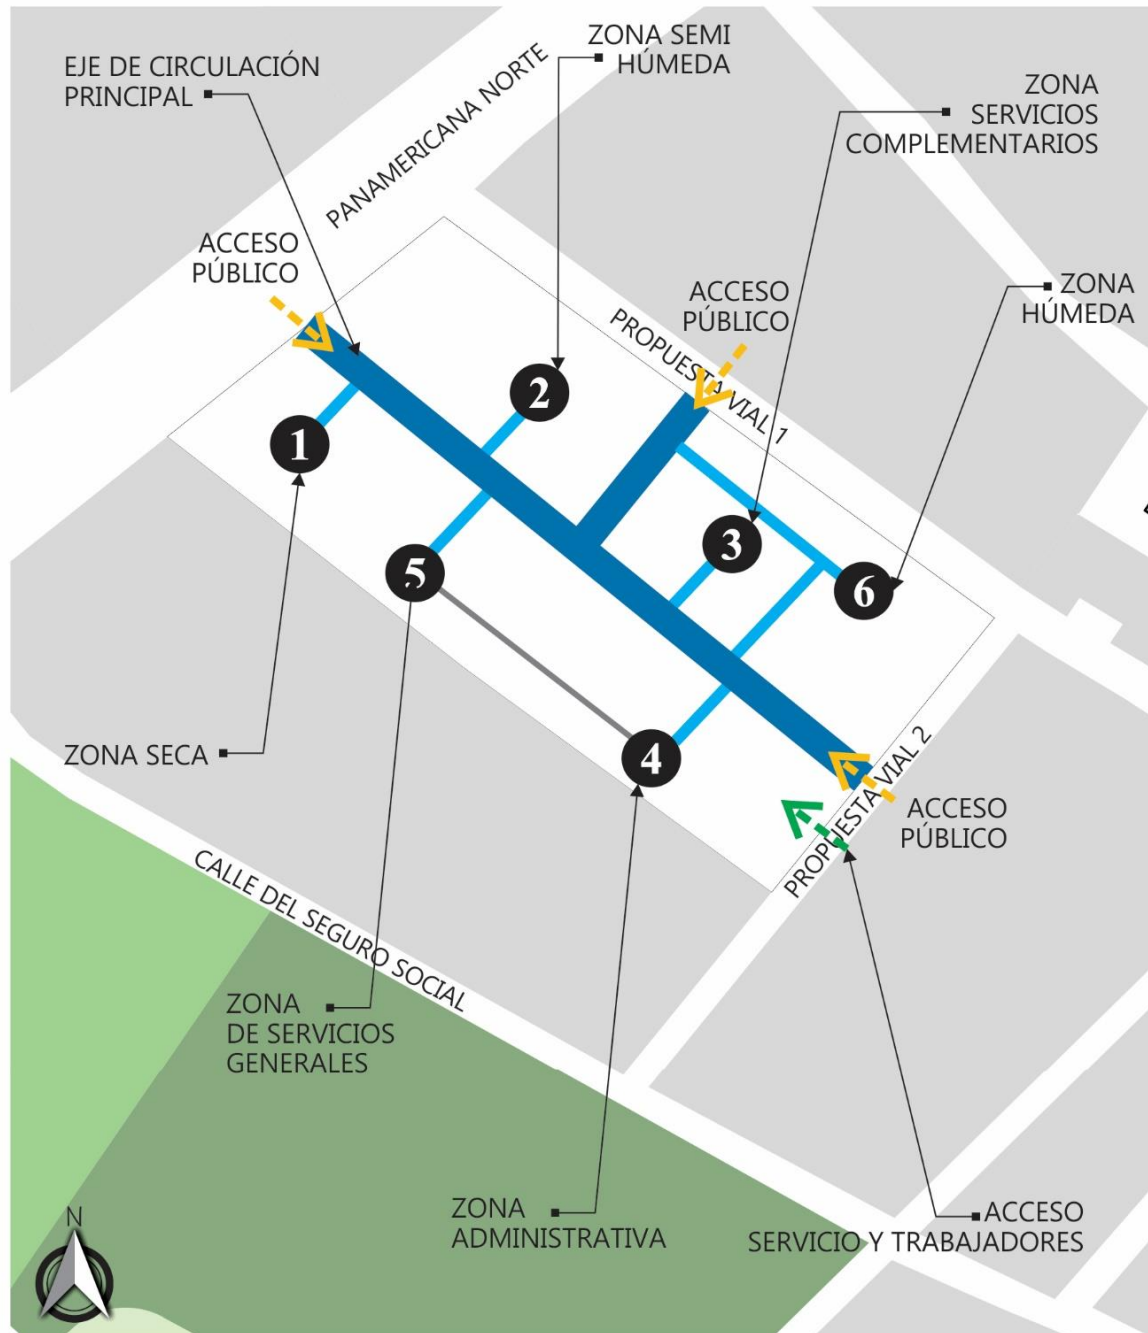 ZONA SEMI
HÚMEDA
EJE DE CIRCULACIÓN
PRINCIPAL
ZONA
SERVICIOS
COMPLEMENTARIOS
PANAMERICANA NORTE
ACCESO
PÚBLICO
ACCESO
PÚBLICO
ZONA
HÚMEDA
PROPUESTA VIAL 1
2
1
3
5
6
4
ZONA SECA
PROPUESTA VIAL 2
ACCESO
PÚBLICO
CALLE DEL SEGURO SOCIAL
ZONA
DE SERVICIOS
GENERALES
ZONA
ADMINISTRATIVA
ACCESO
SERVICIO Y TRABAJADORES
N